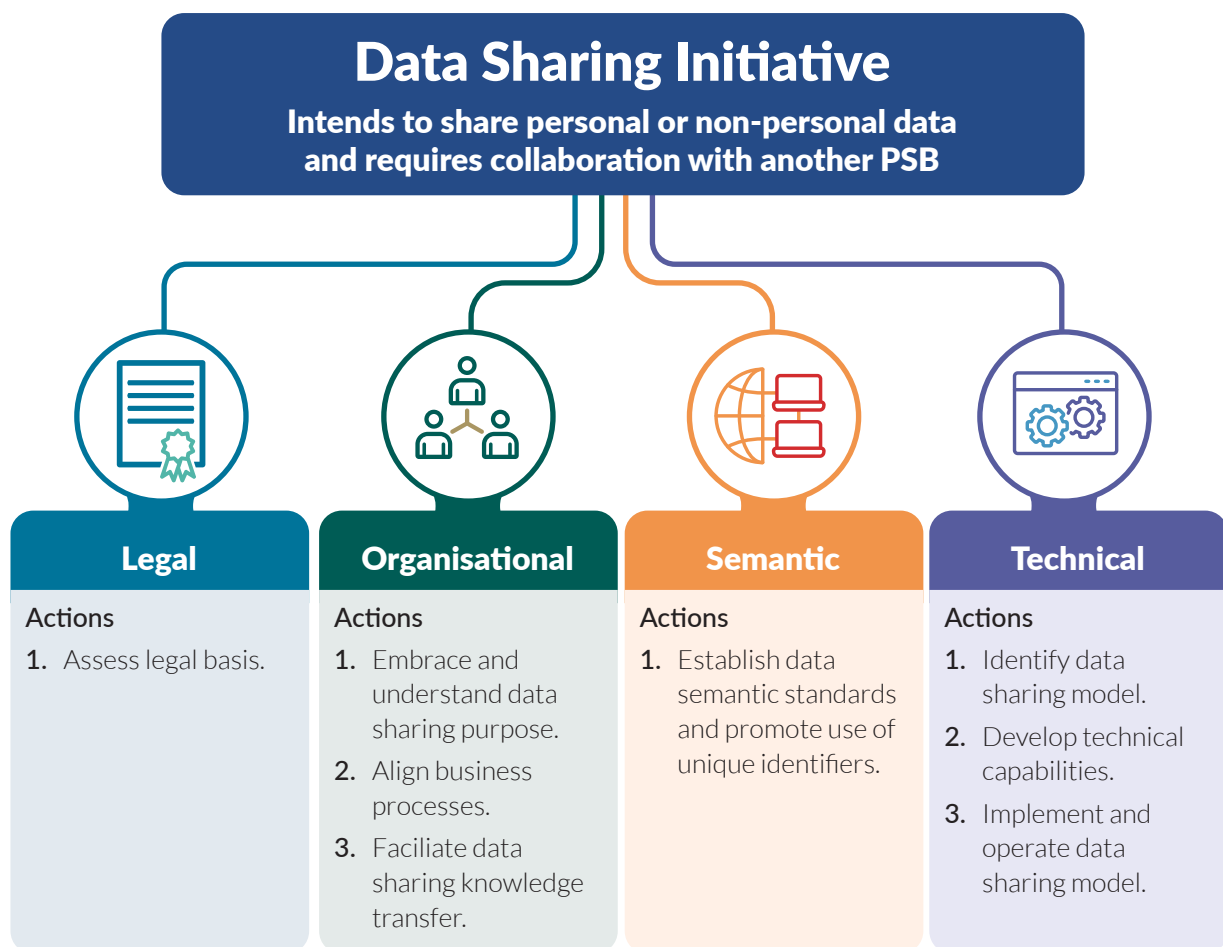 Data Sharing Initiative
Intends to share personal or non-personal data
and requires collaboration with another PSB
Legal
Actions
1. Assess legal basis.
Organisational
Actions
1. Embrace and
understand data
sharing purpose.
2. Align business
processes.
3. Faciliate data
sharing knowledge
transfer.
Semantic
Actions
1. Establish data
semantic standards
and promote use of
unique identifiers.
Technical
Actions
1. Identify data
sharing model.
2. Develop technical
capabilities.
3. Implement and
operate data
sharing model.